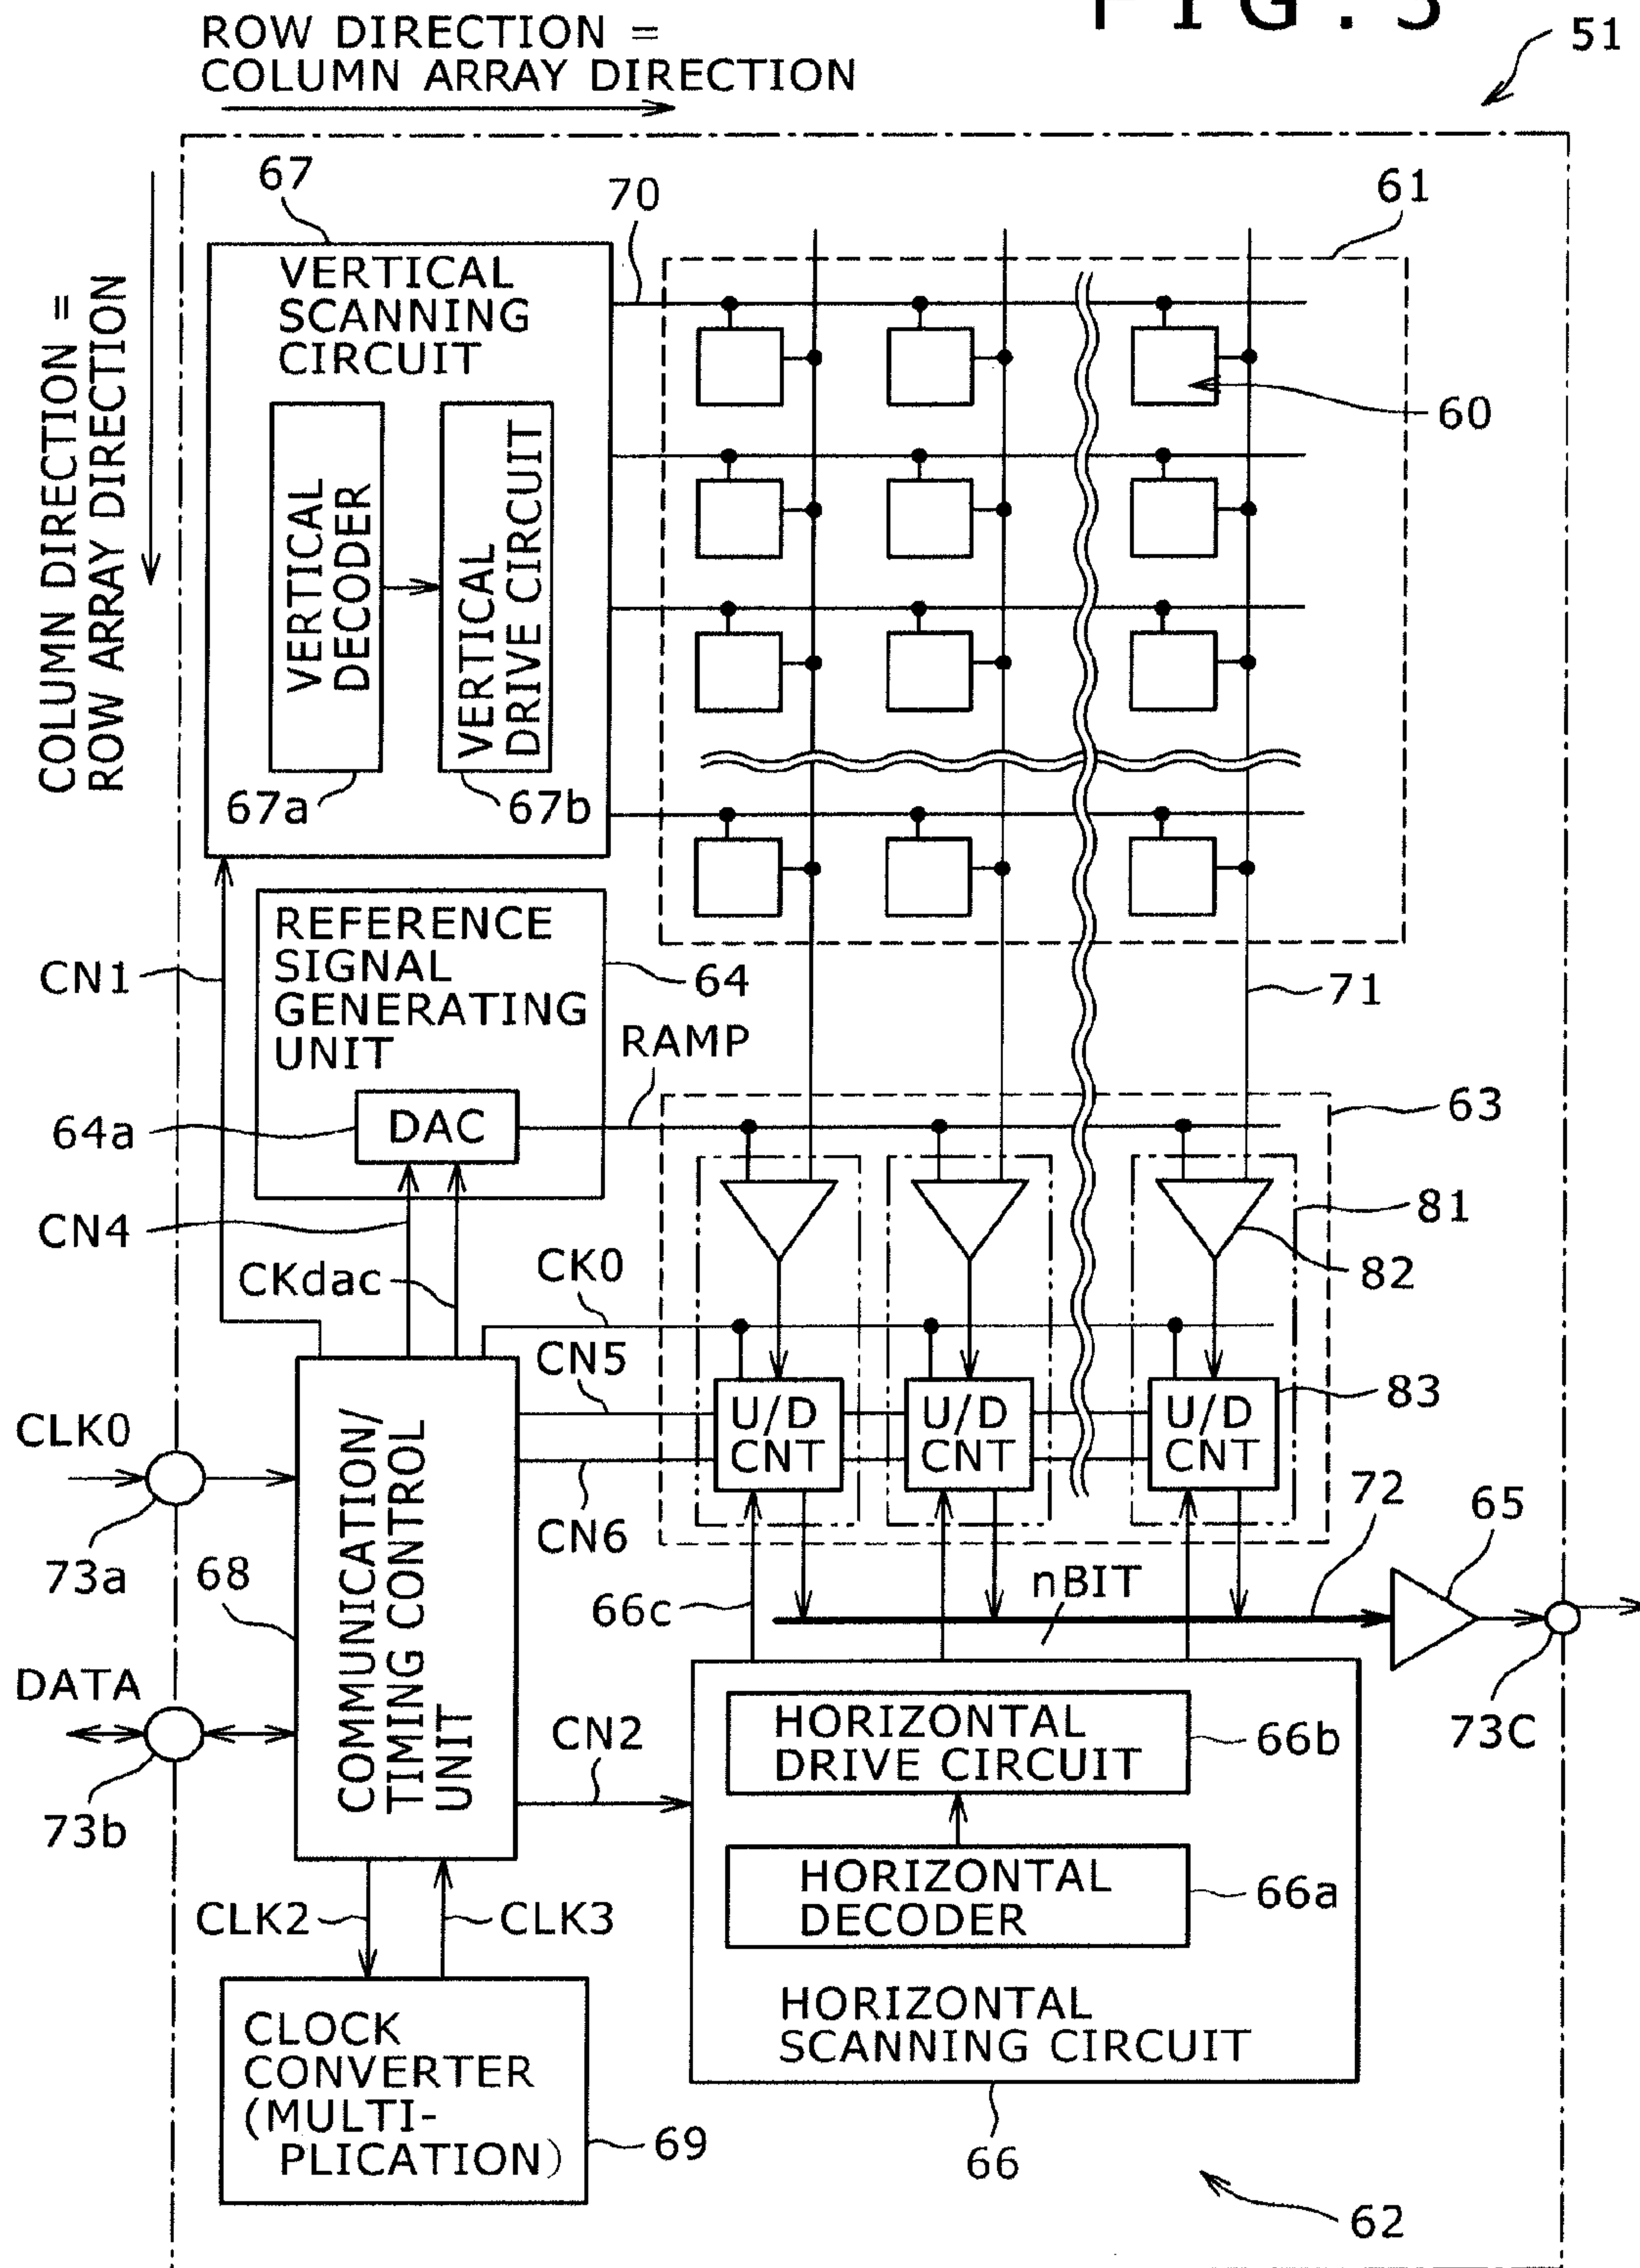 FIG. 3
51
ROW DIRECTION =
COLUMN ARRAY DIRECTION
COLUMN DIRECTION =
ROW ARRAY DIRECTION
67
70
61
VERTICAL
SCANNING
CIRCUIT
60
VERTICAL
DECODER
VERTICAL
DRIVE CIRCUIT
67a
67b
REFERENCE
SIGNAL
GENERATING
UNIT
CN1
64
71
RAMP
63
64a
DAC
81
CN4
82
CK0
CKdac
CN5
83
U/D
CNT
U/D
CNT
U/D
CNT
CLK0
COMMUNICATION/
TIMING CONTROL
UNIT
72
65
CN6
73a
68
nBIT
66c
DATA
CN2
HORIZONTAL
DRIVE CIRCUIT
66b
73C
73b
HORIZONTAL
DECODER
66a
CLK2
CLK3
HORIZONTAL
SCANNING CIRCUIT
CLOCK
CONVERTER
(MULTI-
PLICATION)
69
66
62